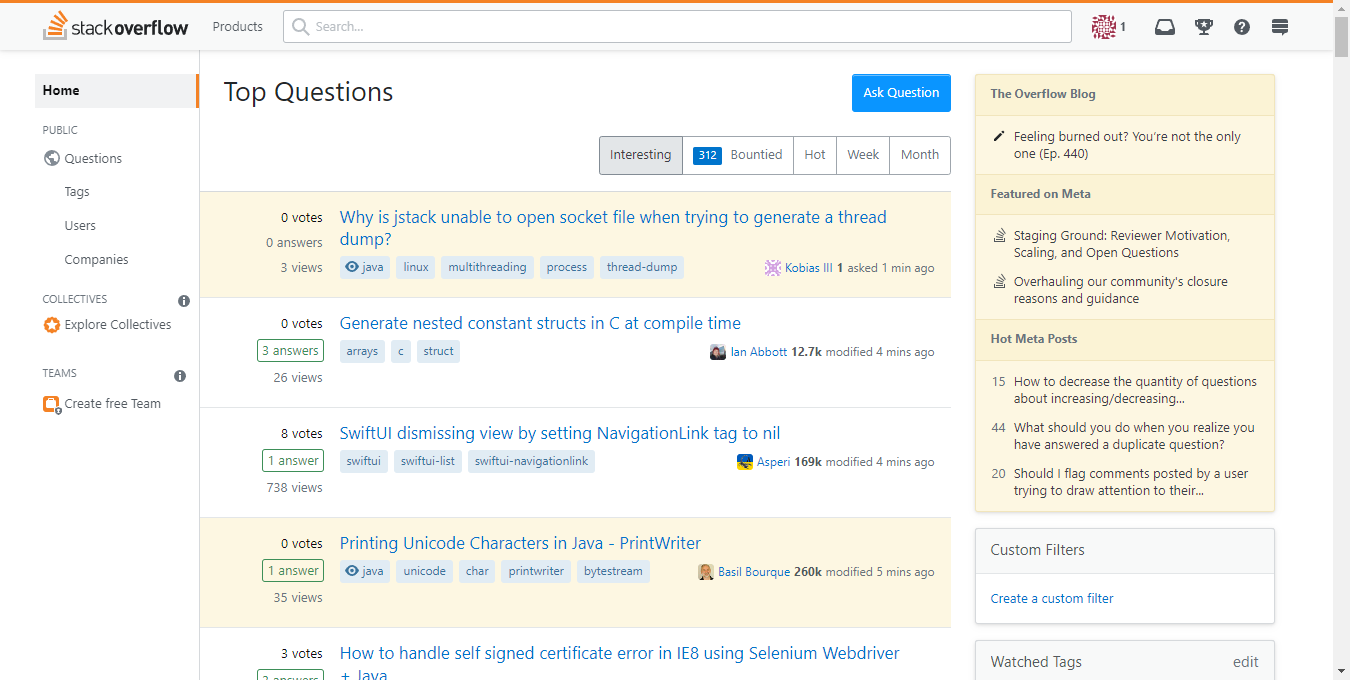 stackoverflow
Products
Search...
1
Home
PUBLIC
Questions
Tags
Users
Companies
COLLECTIVES
Explore Collectives
TEAMS
Create free Team
Top Questions
Ask Question
Interesting
312 Bountied
Hot
Week
Month
0 votes
0 answers
3 views
Why is jstack unable to open socket file when trying to generate a thread
dump?
java linux multithreading process thread-dump
Kobias III 1 asked 1 min ago
0 votes
3 answers
26 views
Generate nested constant structs in C at compile time
arrays c struct
Ian Abbott 12.7k modified 4 mins ago
8 votes
1 answer
738 views
SwiftUI dismissing view by setting NavigationLink tag to nil
swiftui swiftui-list swiftui-navigationlink
Asperi 169k modified 4 mins ago
0 votes
1 answer
35 views
Printing Unicode Characters in Java - PrintWriter
java unicode char printwriter bytestream
Basil Bourque 260k modified 5 mins ago
3 votes
How to handle self signed certificate error in IE8 using Selenium Webdriver
+ Java
The Overflow Blog
Feeling burned out? You're not the only
one (Ep. 440)
Featured on Meta
Staging Ground: Reviewer Motivation,
Scaling, and Open Questions
Overhauling our community's closure
reasons and guidance
Hot Meta Posts
15 How to decrease the quantity of questions
about increasing/decreasing...
44 What should you do when you realize you
have answered a duplicate question?
20 Should I flag comments posted by a user
trying to draw attention to their...
Custom Filters
Create a custom filter
Watched Tags
edit